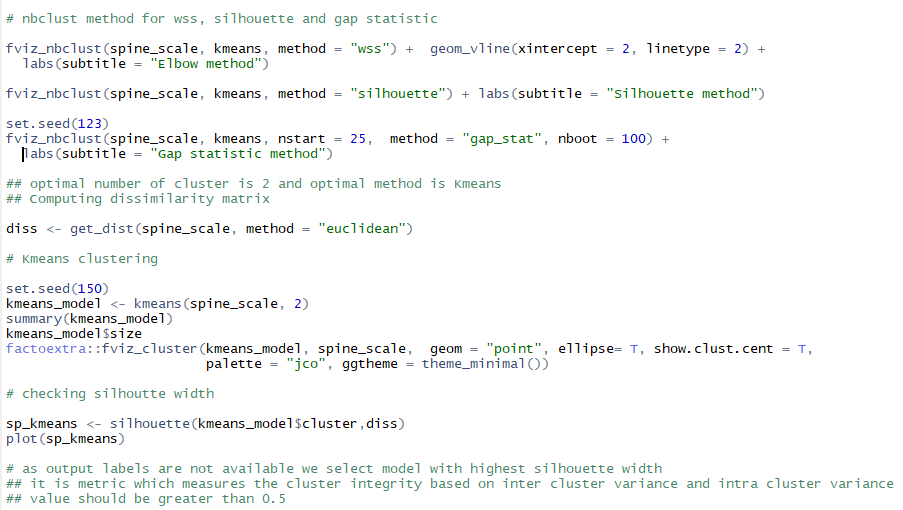 # nbclust method for wss, silhouette and gap statistic
fviz_nbclust(spine_scale, kmeans, method = "wss") +  geom_vline(xintercept = 2, linetype = 2) +
  labs(subtitle = "Elbow method")
fviz_nbclust(spine_scale, kmeans, method = "silhouette") + labs(subtitle = "Silhouette method")
set.seed(123)
fviz_nbclust(spine_scale, kmeans, nstart = 25,  method = "gap_stat", nboot = 100) +
  labs(subtitle = "Gap statistic method")
## optimal number of cluster is 2 and optimal method is Kmeans
## Computing dissimilarity matrix
diss <- get_dist(spine_scale, method = "euclidean")
# Kmeans clustering
set.seed(150)
kmeans_model <- kmeans(spine_scale, 2)
summary(kmeans_model)
kmeans_model$size
factoextra::fviz_cluster(kmeans_model, spine_scale,  geom = "point", ellipse= T, show.clust.cent = T,
                         palette = "jco", ggtheme = theme_minimal())
# checking silhoutte width
sp_kmeans <- silhouette(kmeans_model$cluster,diss)
plot(sp_kmeans)
# as output labels are not available we select model with highest silhouette width
## it is metric which measures the cluster integrity based on inter cluster variance and intra cluster variance
## value should be greater than 0.5